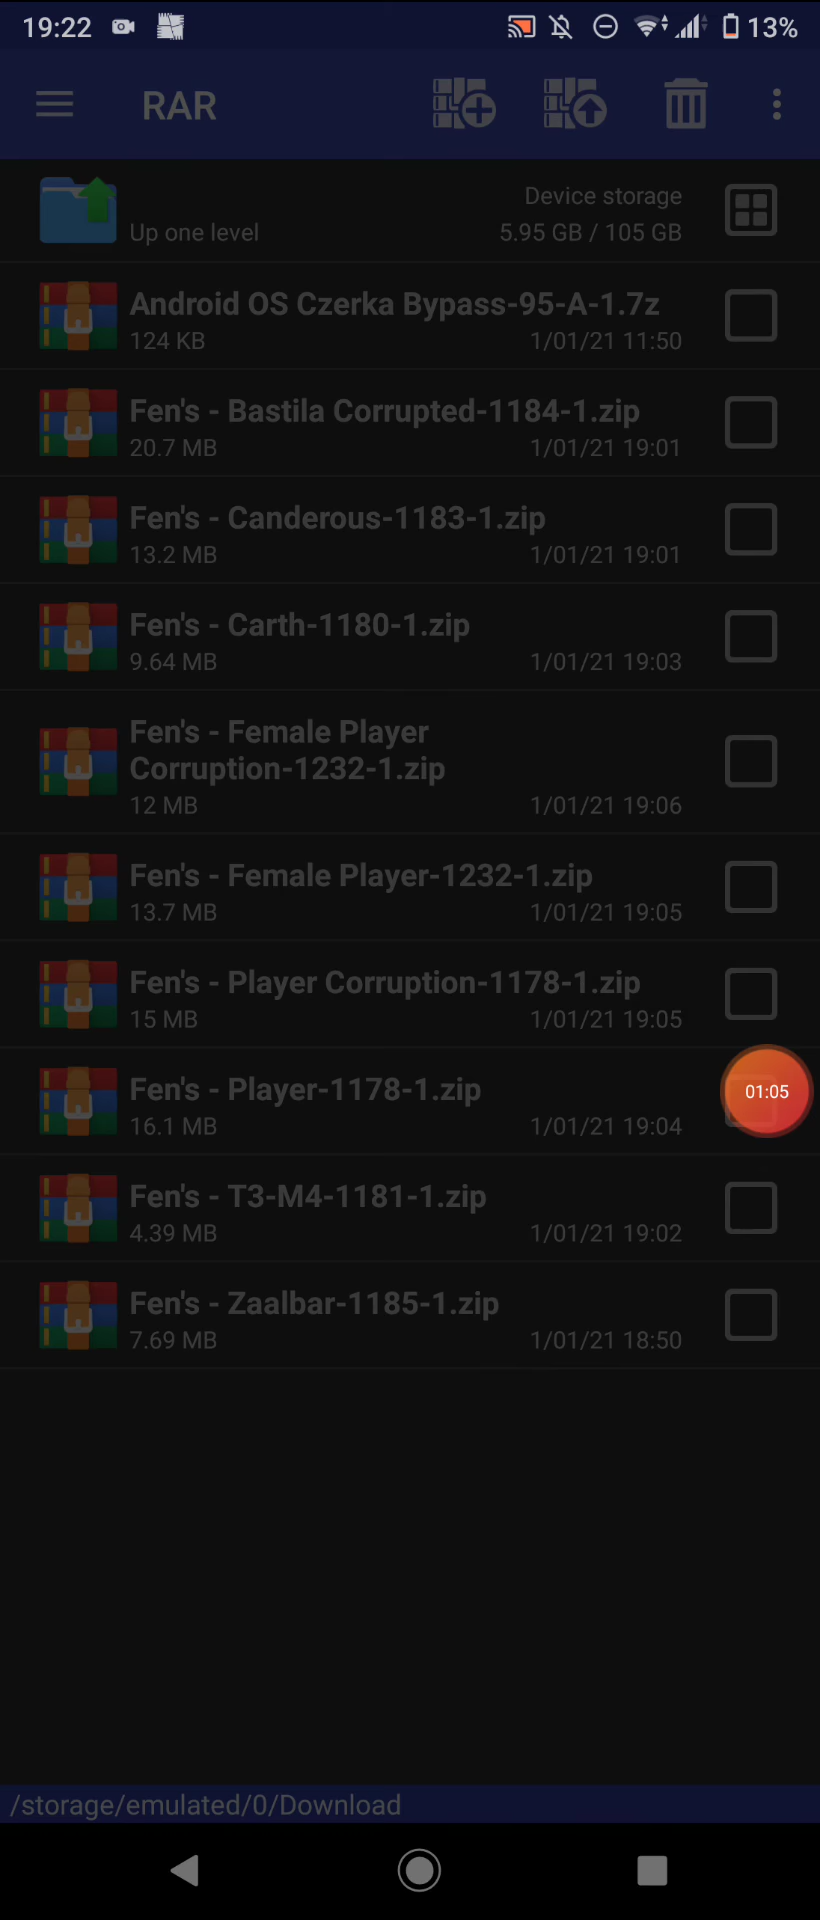 19:22
13%
RAR
Device storage
Up one level
5.95 GB / 105 GB
Android OS Czerka Bypass-95-A-1.7z
124 KB
1/01/21 11:50
Fen's - Bastila Corrupted-1184-1.zip
20.7 MB
1/01/21 19:01
Fen's - Canderous-1183-1.zip
13.2 MB
1/01/21 19:01
Fen's - Carth-1180-1.zip
9.64 MB
1/01/21 19:03
Fen's - Female Player
Corruption-1232-1.zip
12 MB
1/01/21 19:06
Fen's - Female Player-1232-1.zip
13.7 MB
1/01/21 19:05
Fen's - Player Corruption-1178-1.zip
15 MB
1/01/21 19:05
Fen's - Player-1178-1.zip
01:05
16.1 MB
1/01/21 19:04
Fen's - T3-M4-1181-1.zip
4.39 MB
1/01/21 19:02
Fen's - Zaalbar-1185-1.zip
7.69 MB
1/01/21 18:50
/storage/emulated/0/Download